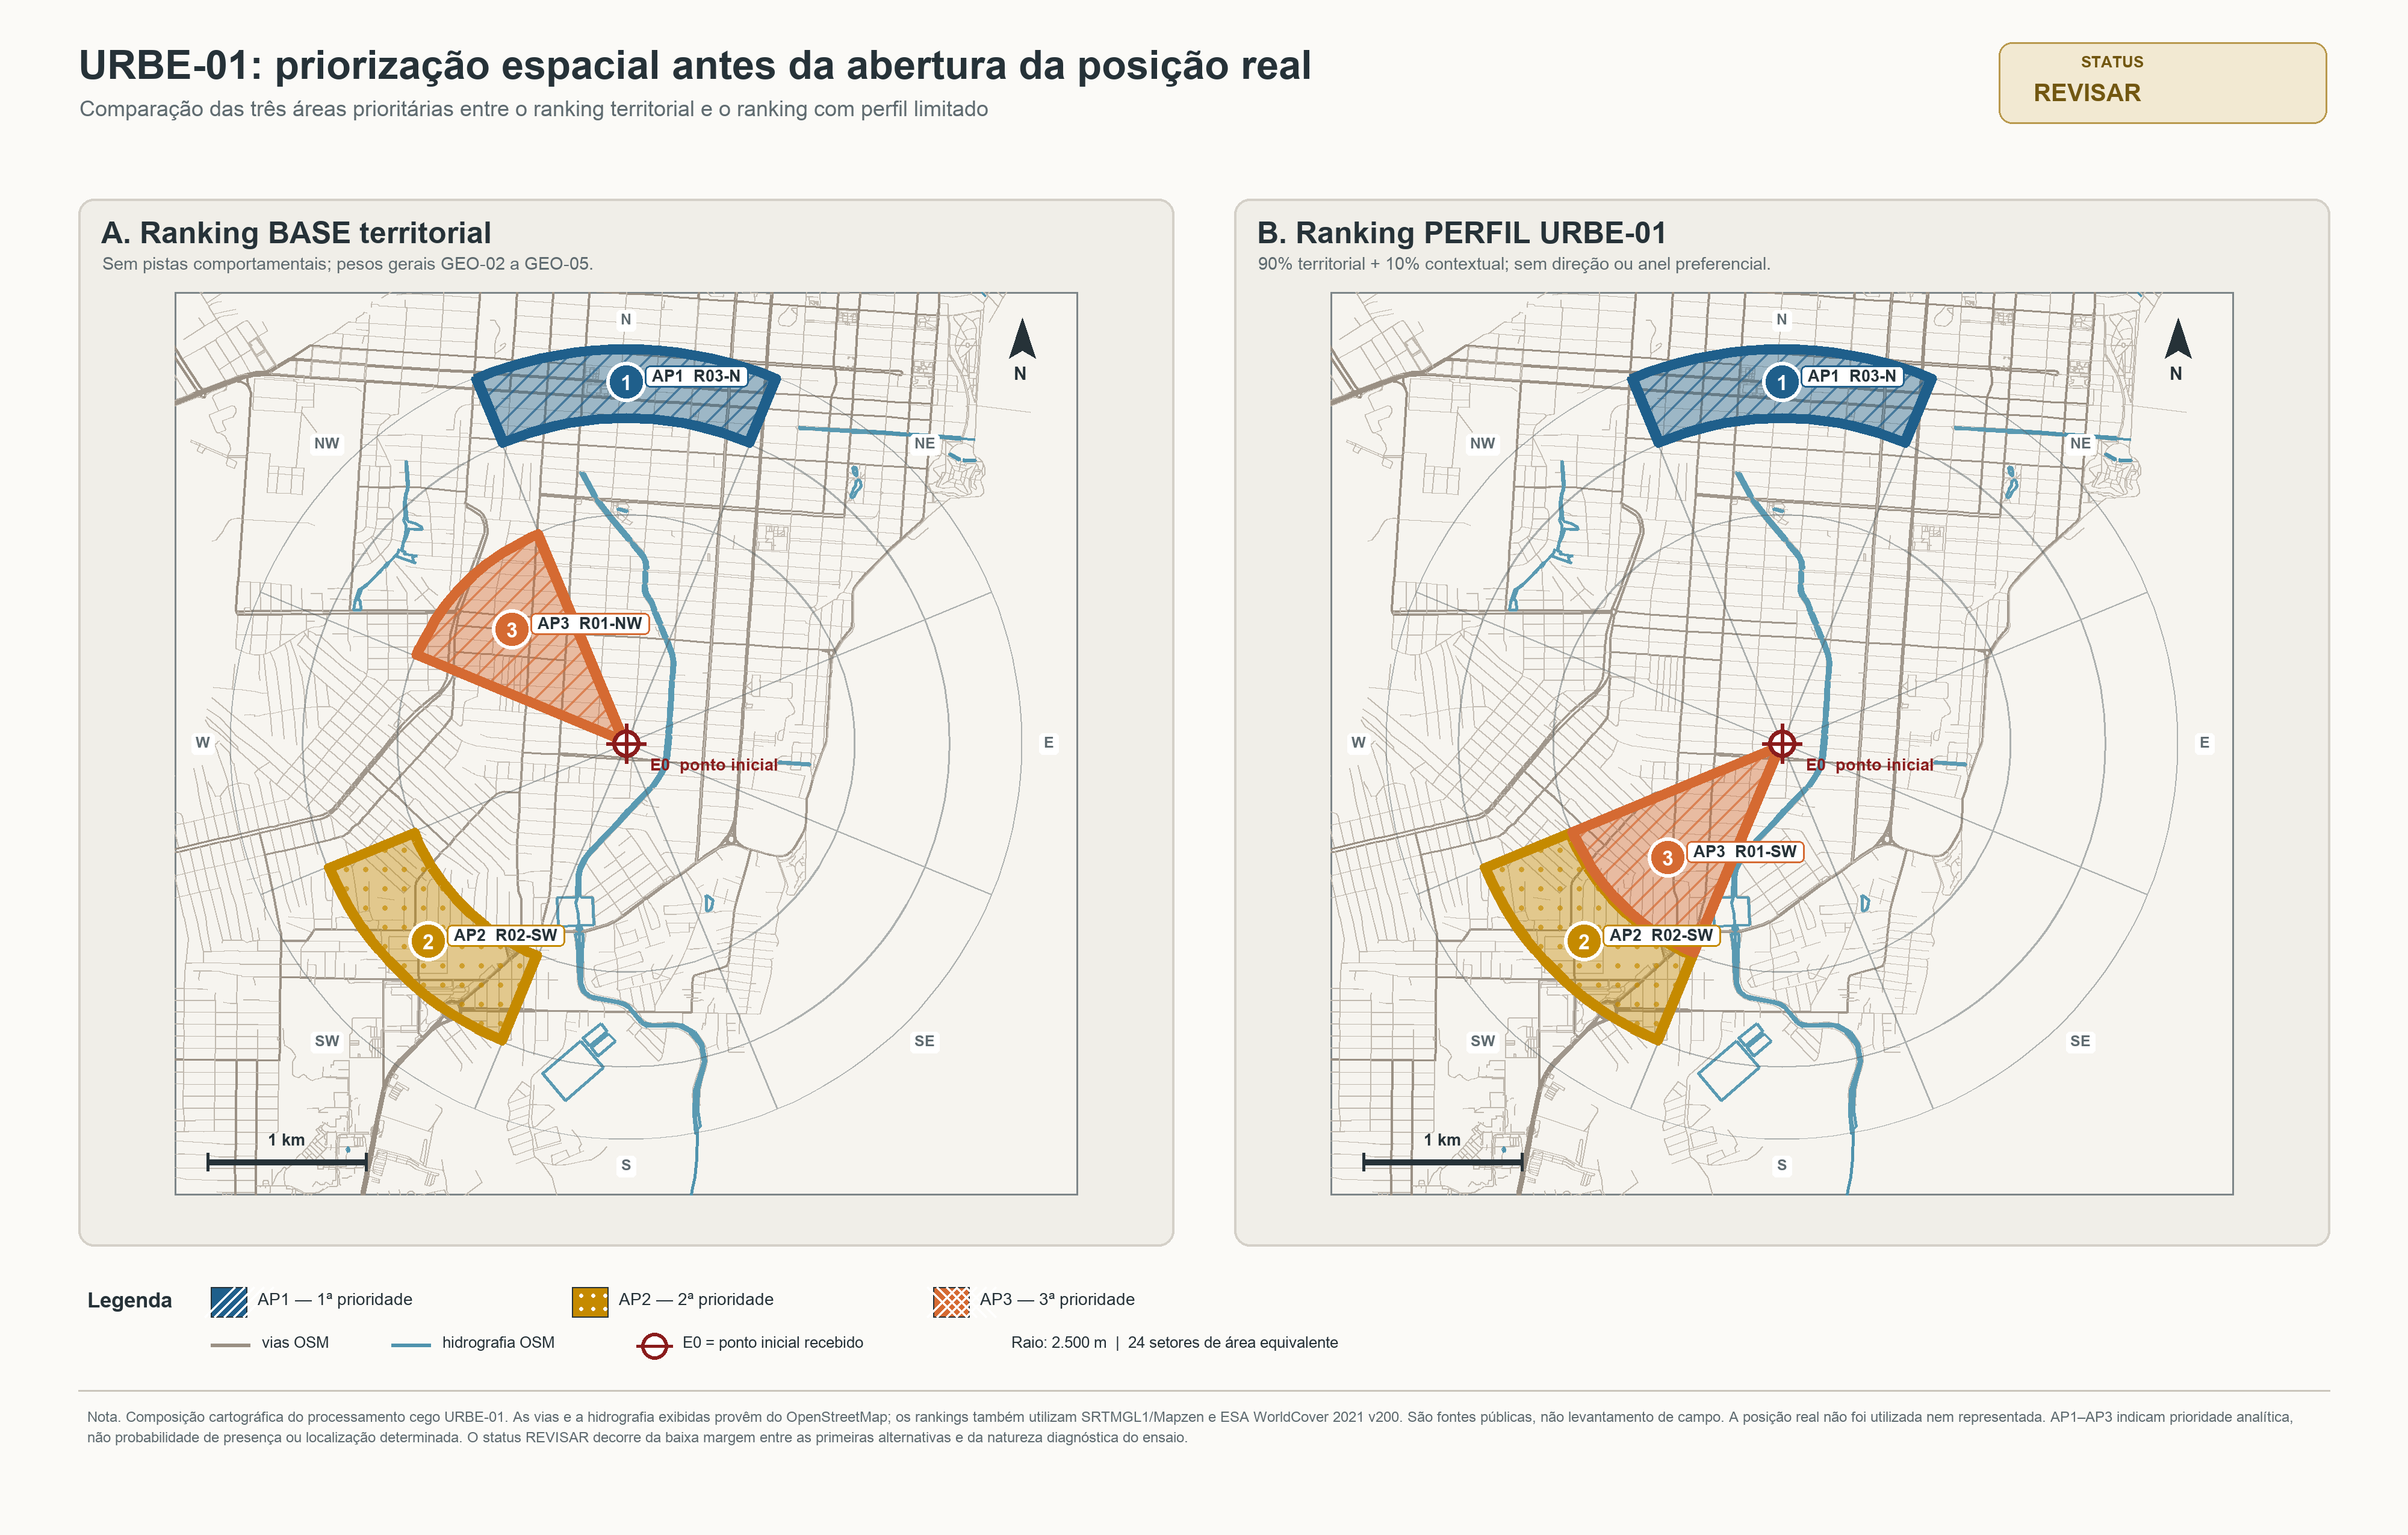 URBE-01: priorização espacial antes da abertura da posição real
Comparação das três áreas prioritárias entre o ranking territorial e o ranking com perfil limitado
STATUS
REVISAR
A. Ranking BASE territorial
Sem pistas comportamentais; pesos gerais GEO-02 a GEO-05.
N
N
NW
NE
1
AP1 R03-N
3
AP3 R01-NW
W
E
E0 ponto inicial
2
AP2 R02-SW
SW
SE
1 km
S
B. Ranking PERFIL URBE-01
90% territorial + 10% contextual; sem direção ou anel preferencial.
N
N
NW
NE
1
AP1 R03-N
W
E
E0 ponto inicial
3
AP3 R01-SW
2
AP2 R02-SW
SW
SE
1 km
S
Legenda
AP1 — 1ª prioridade
AP2 — 2ª prioridade
AP3 — 3ª prioridade
vias OSM
hidrografia OSM
E0 = ponto inicial recebido
Raio: 2.500 m | 24 setores de área equivalente
Nota. Composição cartográfica do processamento cego URBE-01. As vias e a hidrografia exibidas provêm do OpenStreetMap; os rankings também utilizam SRTMGL1/Mapzen e ESA WorldCover 2021 v200. São fontes públicas, não levantamento de campo. A posição real não foi utilizada nem representada. AP1–AP3 indicam prioridade analítica,
não probabilidade de presença ou localização determinada. O status REVISAR decorre da baixa margem entre as primeiras alternativas e da natureza diagnóstica do ensaio.